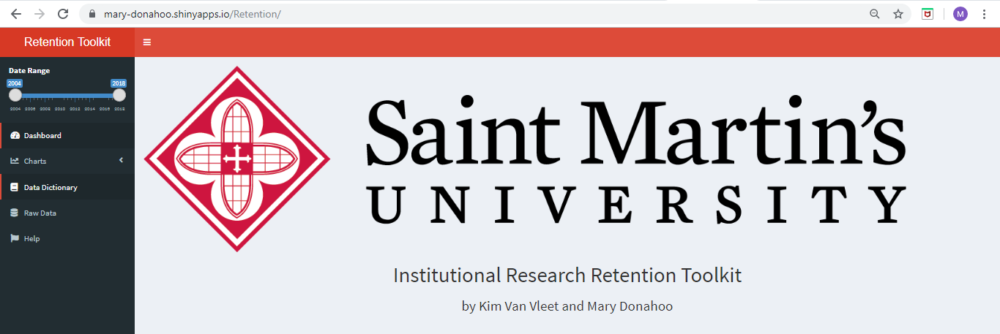 mary-donahoo.shinyapps.io/Retention/
M
Retention Toolkit
Date Range
2004 2018
2004 2006 2008 2010 2012 2014 2016 2018
Dashboard
Charts
Data Dictionary
Raw Data
Help
Saint Martin's
UNIVERSITY
Institutional Research Retention Toolkit
by Kim Van Vleet and Mary Donahoo